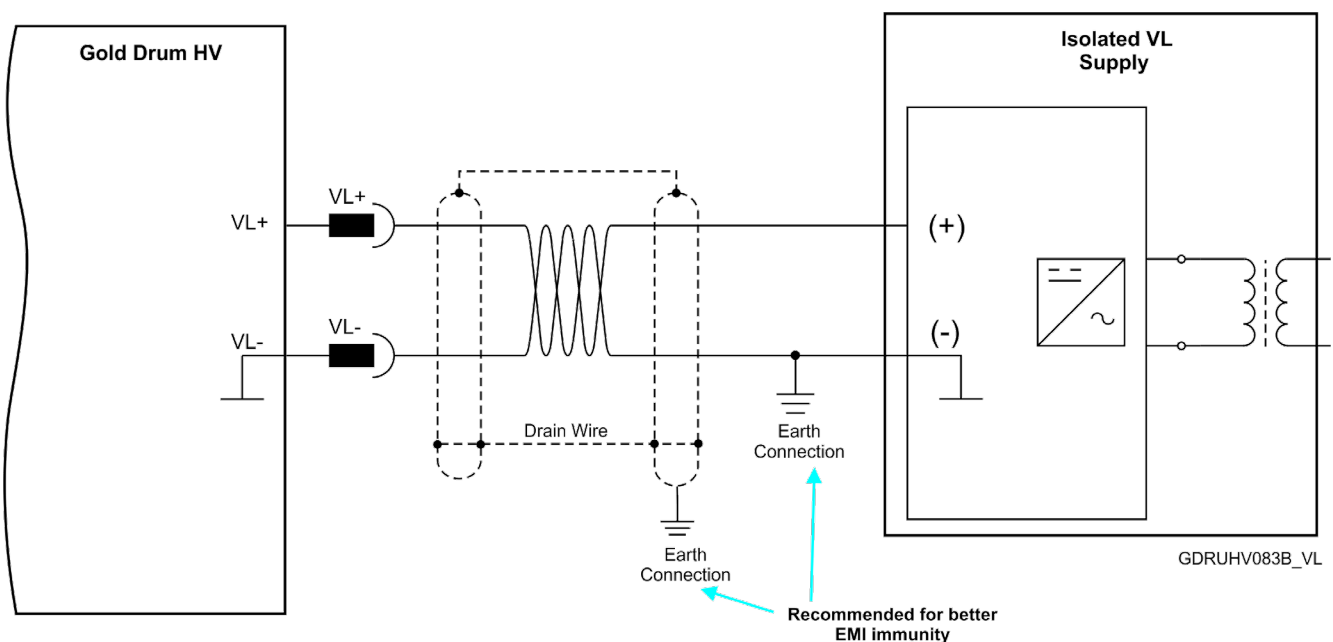 Gold Drum HV
Isolated VL
Supply
VL+
VL+
(+)
VL-
VL-
(-)
Drain Wire
Earth
Connection
Earth
Connection
GDRUHV083B_VL
Recommended for better
EMI immunity